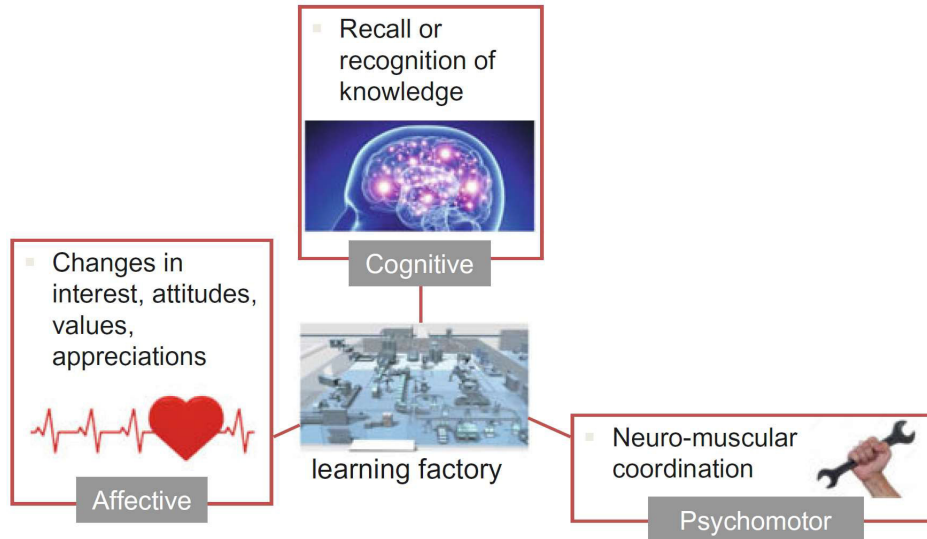 Recall or
recognition of
knowledge
Cognitive
Changes in
interest, attitudes,
values,
appreciations
Affective
learning factory
Neuro-muscular
coordination
Psychomotor